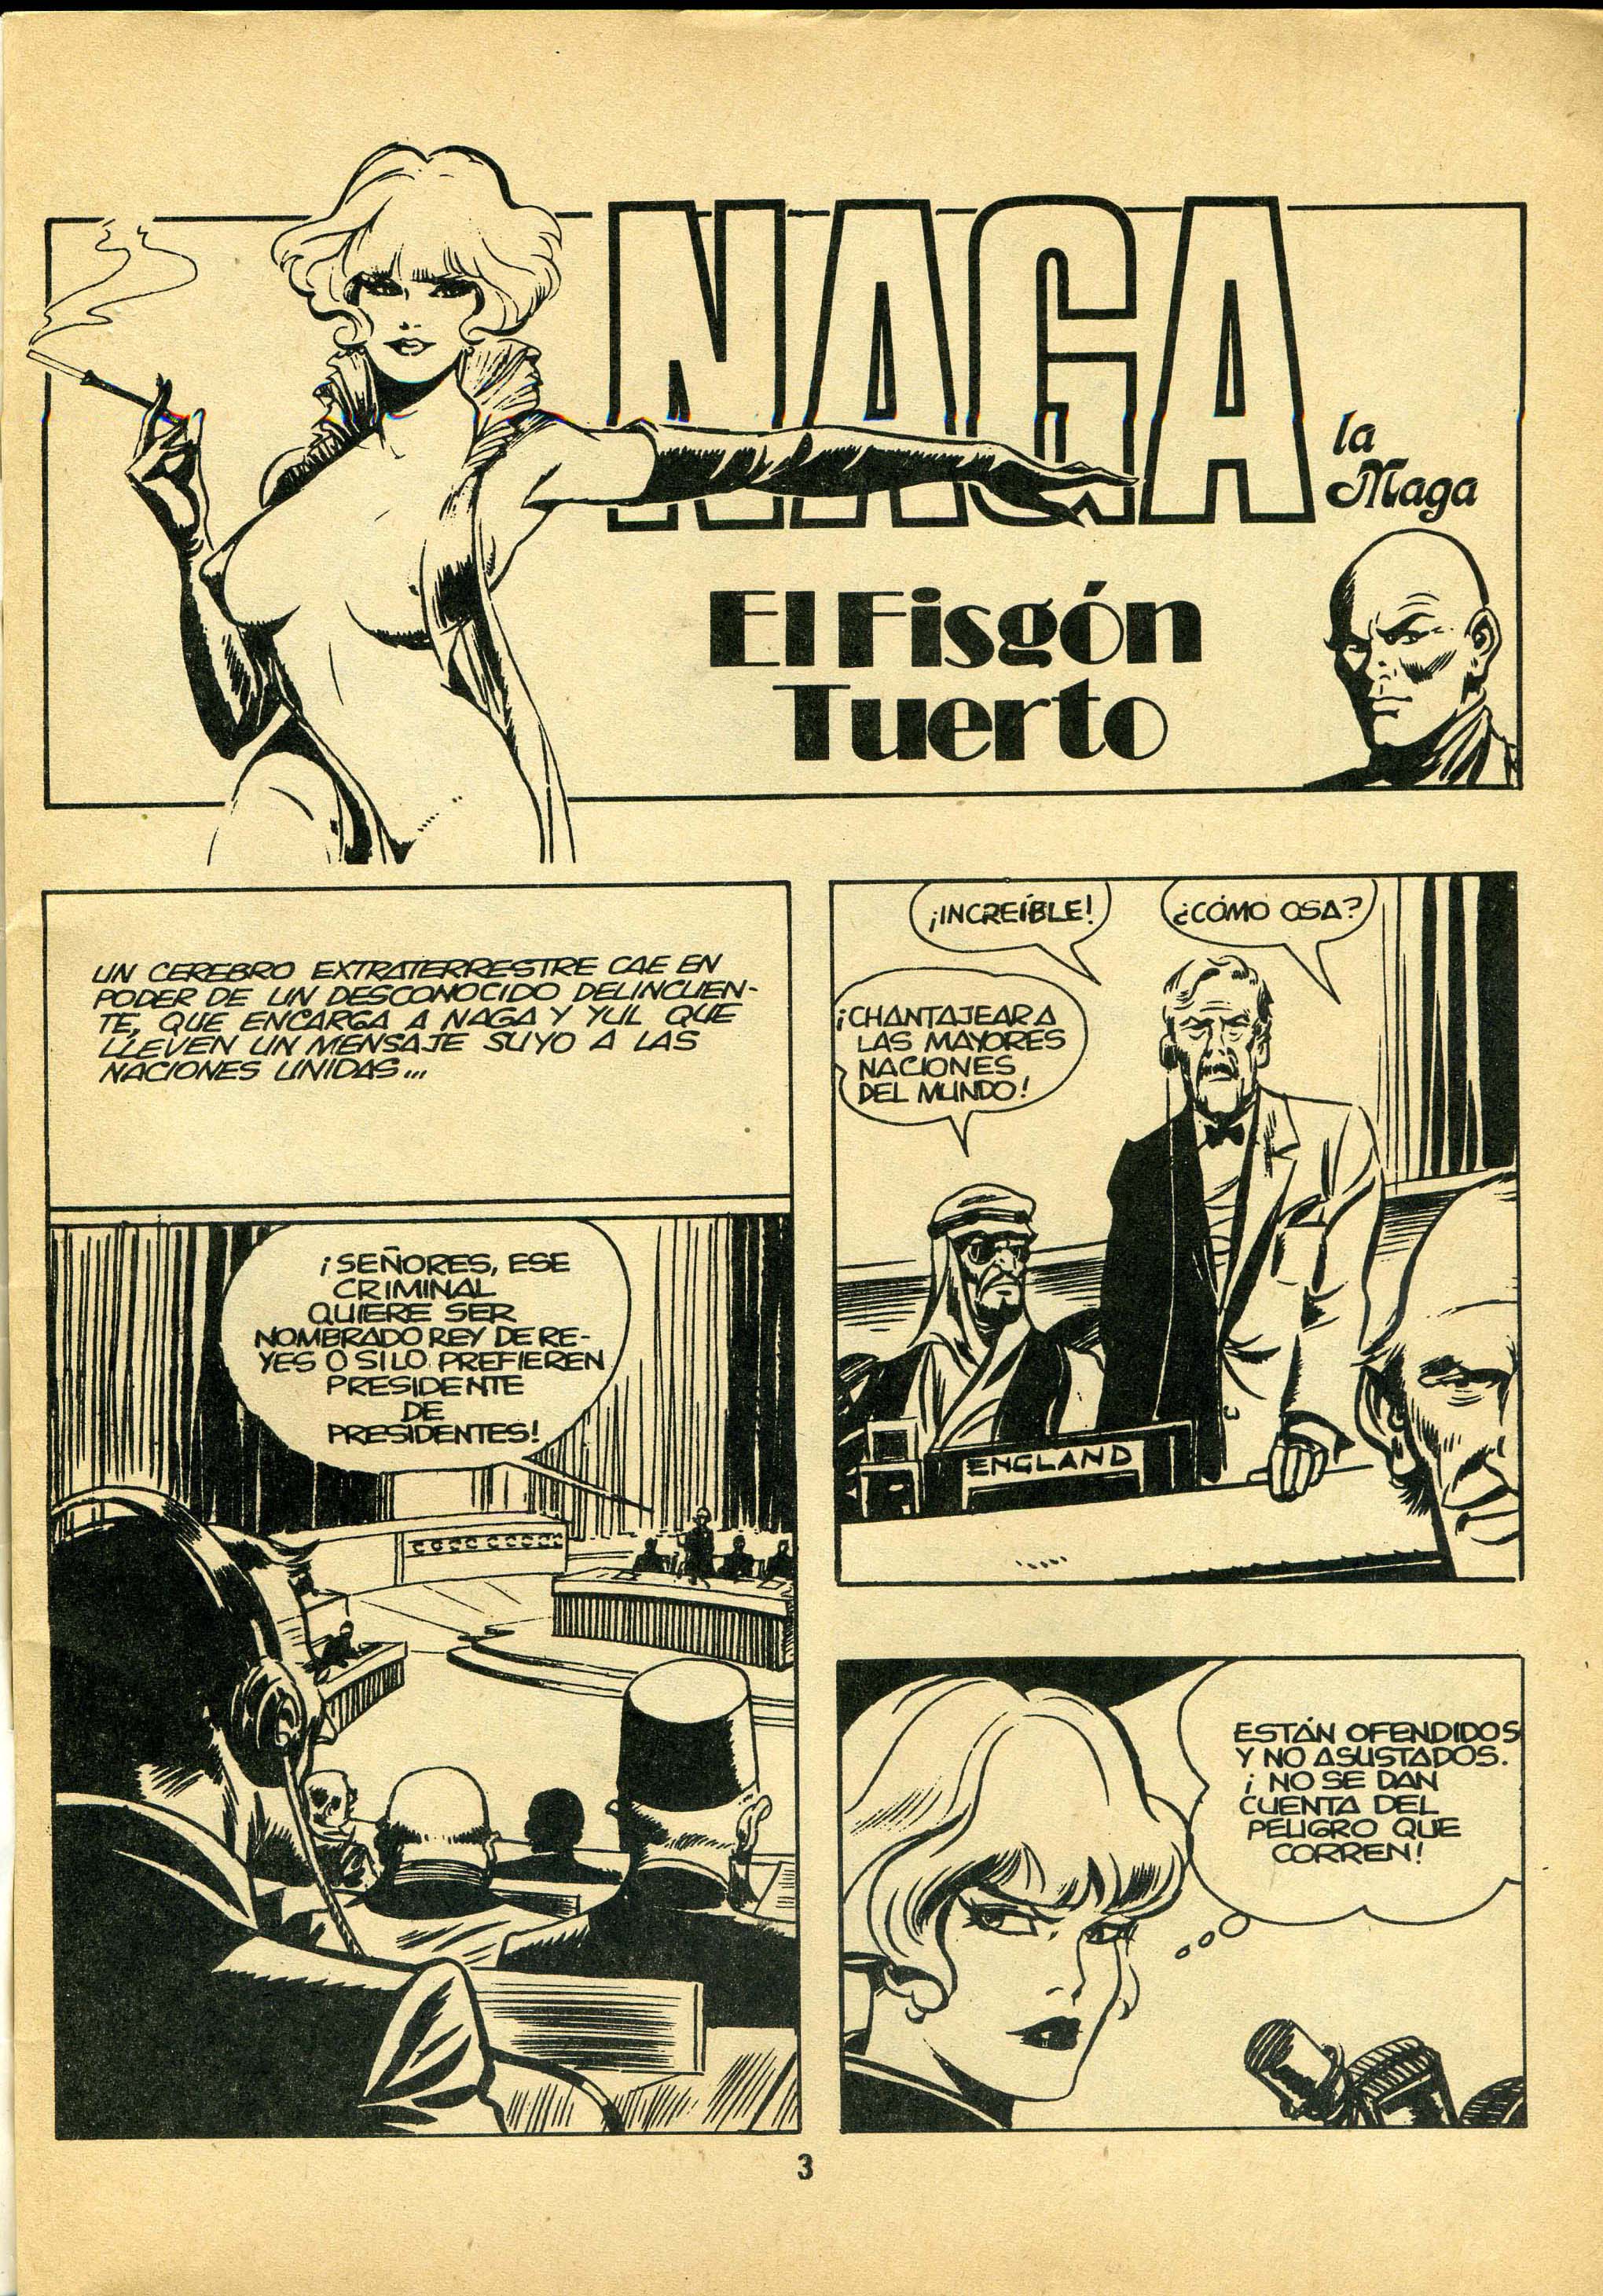 NAGA
la
Maga
El Fisgón
Tuerto
UN CEREBRO EXTRATERRESTRE CAE EN
PODER DE UN DESCONOCIDO DELINCUEN-
TE, QUE ENCARGA A NAGA Y YUL QUE
LLEVEN UN MENSAJE SUYO A LAS
NACIONES UNIDAS...
¡SEÑORES, ESE
CRIMINAL
QUIERE SER
NOMBRADO REY DE RE-
YES O SI LO PREFIEREN
PRESIDENTE
DE
PRESIDENTES!
¡INCREÍBLE!
¿CÓMO OSA?
¡CHANTAJEAR A
LAS MAYORES
NACIONES
DEL MUNDO!
ENGLAND
ESTÁN OFENDIDOS
Y NO ASUSTADOS.
¡NO SE DAN
CUENTA DEL
PELIGRO QUE
CORREN!
3